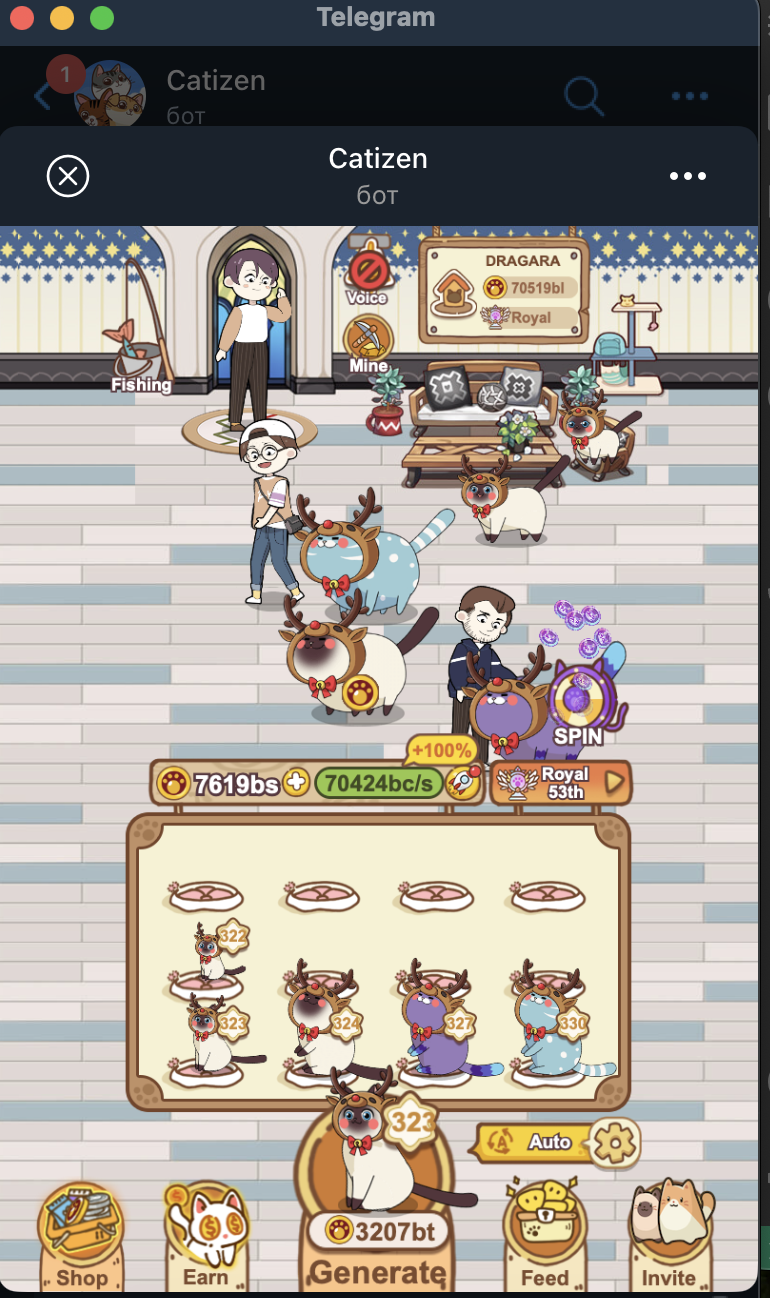 Telegram
1
Catizen
бот
Catizen
бот
DRAGARA
70519bl
Royal
Voice
Mine
Fishing
SPIN
+100%
7619bs
70424bc/s
Royal
53th
322
323
324
327
330
323
A
Auto
3207bt
Generate
Shop
Earn
Feed
Invite